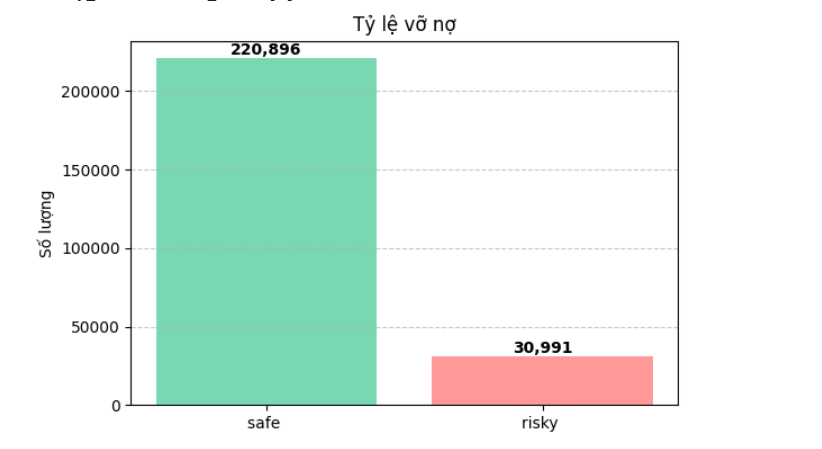 Tỷ lệ vỡ nợ
220,896
200000
150000
100000
50000
0
Số lượng
30,991
safe
risky